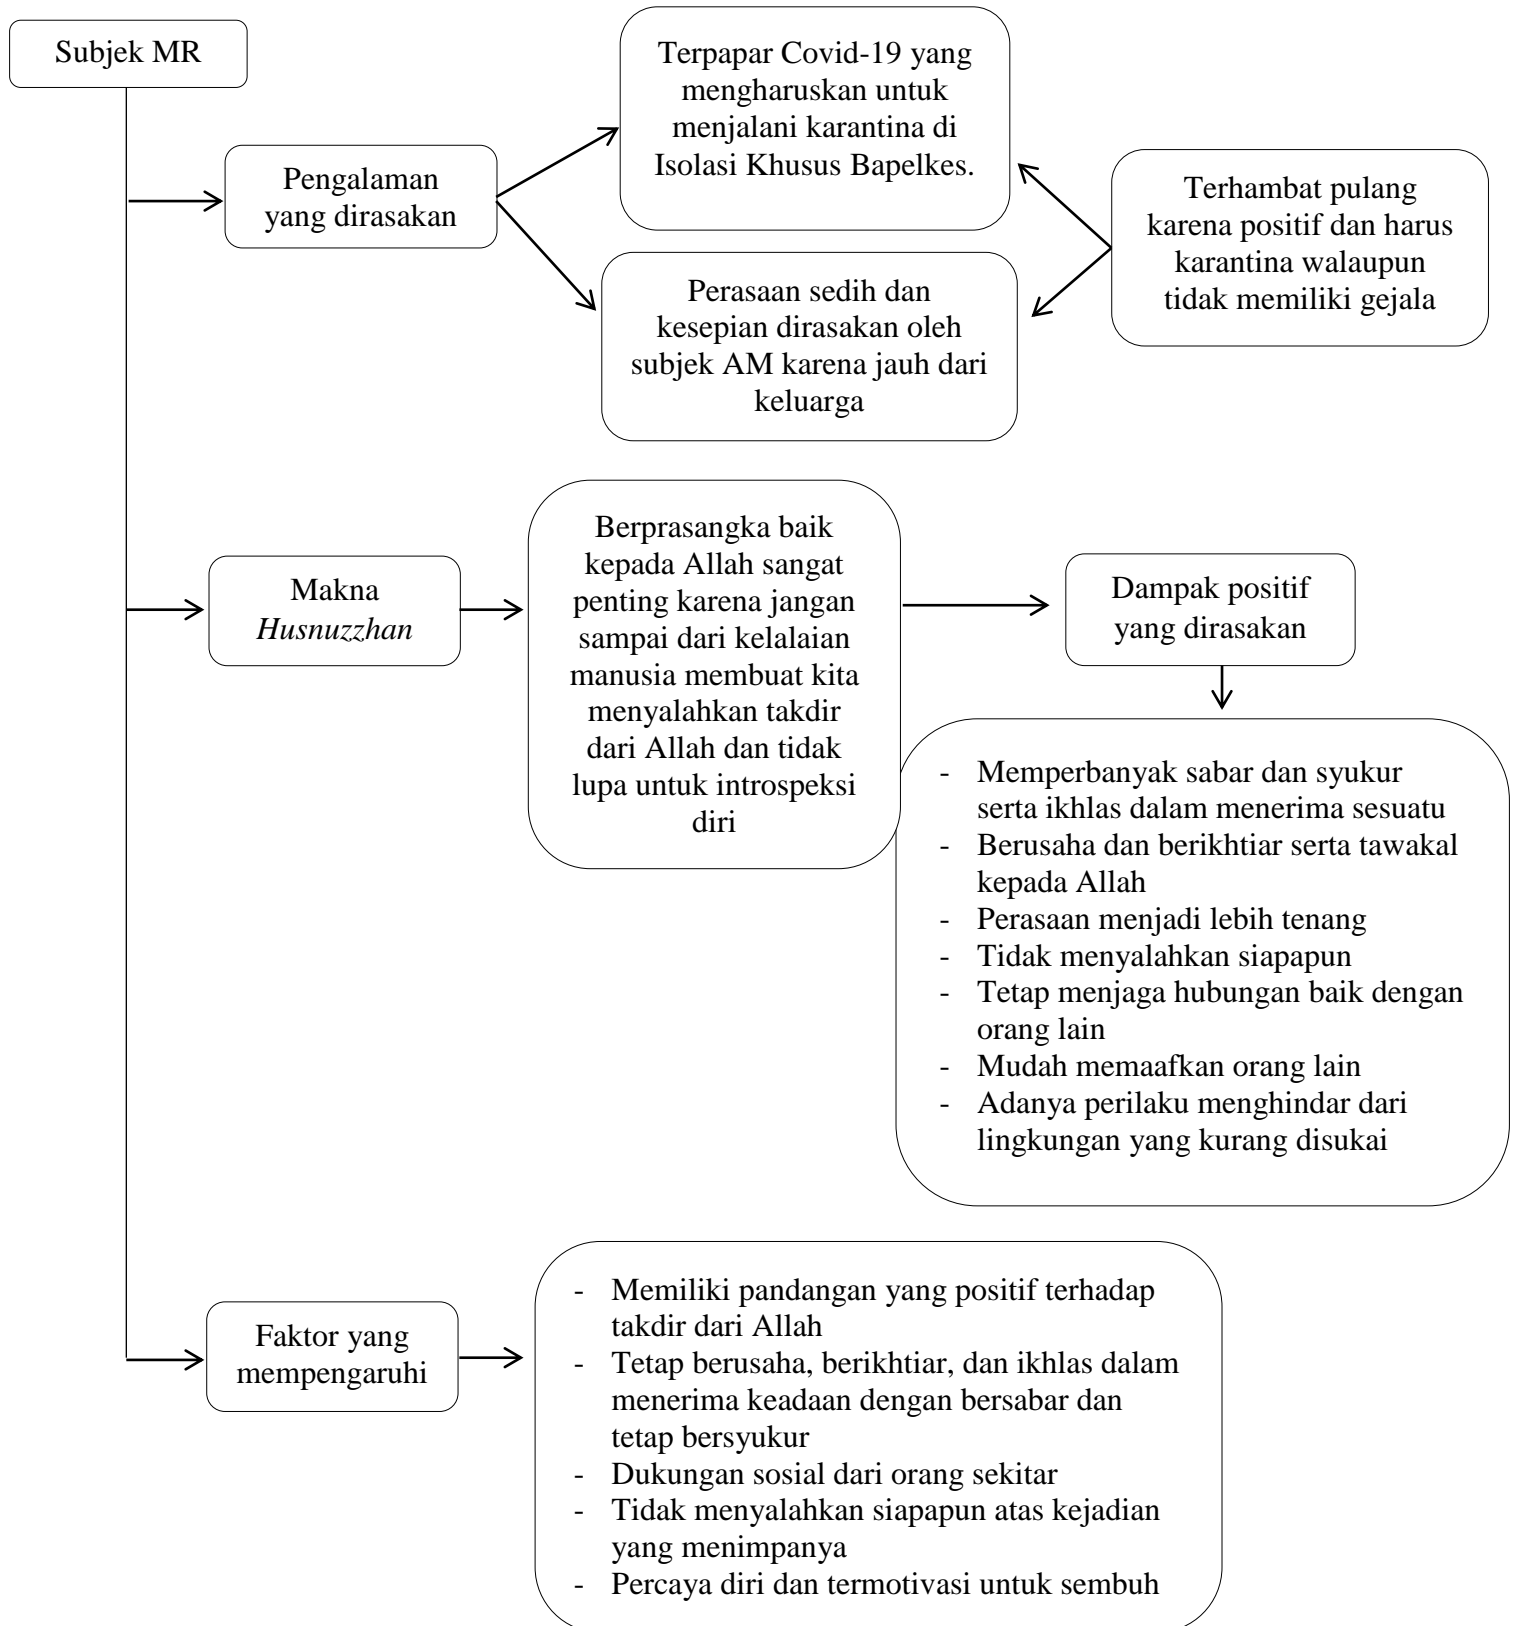 Subjek MR
Pengalaman
yang dirasakan
Terpapar Covid-19 yang
mengharuskan untuk
menjalani karantina di
Isolasi Khusus Bapelkes.
Perasaan sedih dan
kesepian dirasakan oleh
subjek AM karena jauh dari
keluarga
Terhambat pulang
karena positif dan harus
karantina walaupun
tidak memiliki gejala
Makna
Husnuzzhan
Berprasangka baik
kepada Allah sangat
penting karena jangan
sampai dari kelalaian
manusia membuat kita
menyalahkan takdir
dari Allah dan tidak
lupa untuk introspeksi
diri
Dampak positif
yang dirasakan
- Memperbanyak sabar dan syukur
serta ikhlas dalam menerima sesuatu
- Berusaha dan berikhtiar serta tawakal
kepada Allah
- Perasaan menjadi lebih tenang
- Tidak menyalahkan siapapun
- Tetap menjaga hubungan baik dengan
orang lain
- Mudah memaafkan orang lain
- Adanya perilaku menghindar dari
lingkungan yang kurang disukai
Faktor yang
mempengaruhi
- Memiliki pandangan yang positif terhadap
takdir dari Allah
- Tetap berusaha, berikhtiar, dan ikhlas dalam
menerima keadaan dengan bersabar dan
tetap bersyukur
- Dukungan sosial dari orang sekitar
- Tidak menyalahkan siapapun atas kejadian
yang menimpanya
- Percaya diri dan termotivasi untuk sembuh